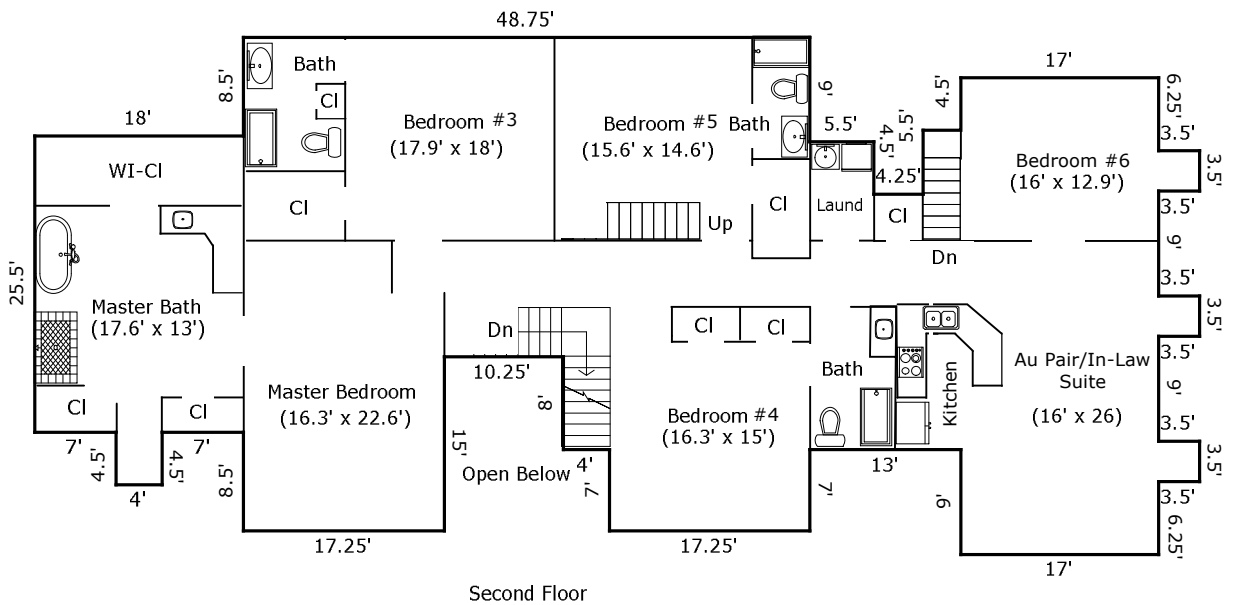 48.75'
8.5'
Bath
Cl
18'
WI-Cl
Bedroom #3
(17.9' x 18')
Bedroom #5
(15.6' x 14.6')
Bath
9'
5.5'
4.5'
5.5'
4.25'
4.5'
17'
6.25'
3.5'
3.5'
3.5'
Bedroom #6
(16' x 12.9')
Cl
Up
Cl
Laund
Cl
Dn
9'
3.5'
3.5'
3.5'
25.5'
Master Bath
(17.6' x 13')
Dn
Cl
Cl
Bath
Kitchen
Au Pair/In-Law
Suite
(16' x 26)
9'
3.5'
3.5'
3.5'
6.25'
Master Bedroom
(16.3' x 22.6')
10.25'
8'
Bedroom #4
(16.3' x 15')
Cl
Cl
7'
4.5'
4'
4.5'
7'
8.5'
15'
Open Below
4'
7'
7'
13'
9'
17.25'
17.25'
17'
Second Floor